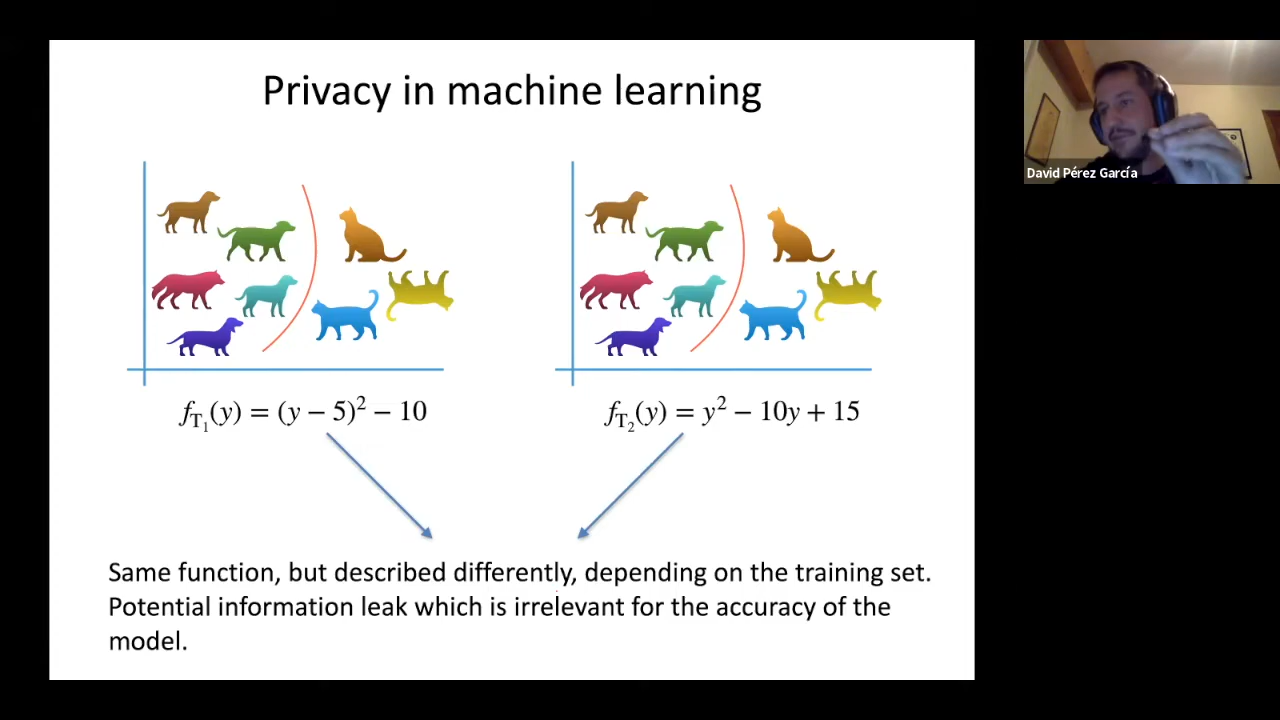 Privacy in machine learning
David Pérez García
f_{T_1}(y) = (y − 5)² − 10
f_{T_2}(y) = y² − 10y + 15
Same function, but described differently, depending on the training set.
Potential information leak which is irrelevant for the accuracy of the
model.